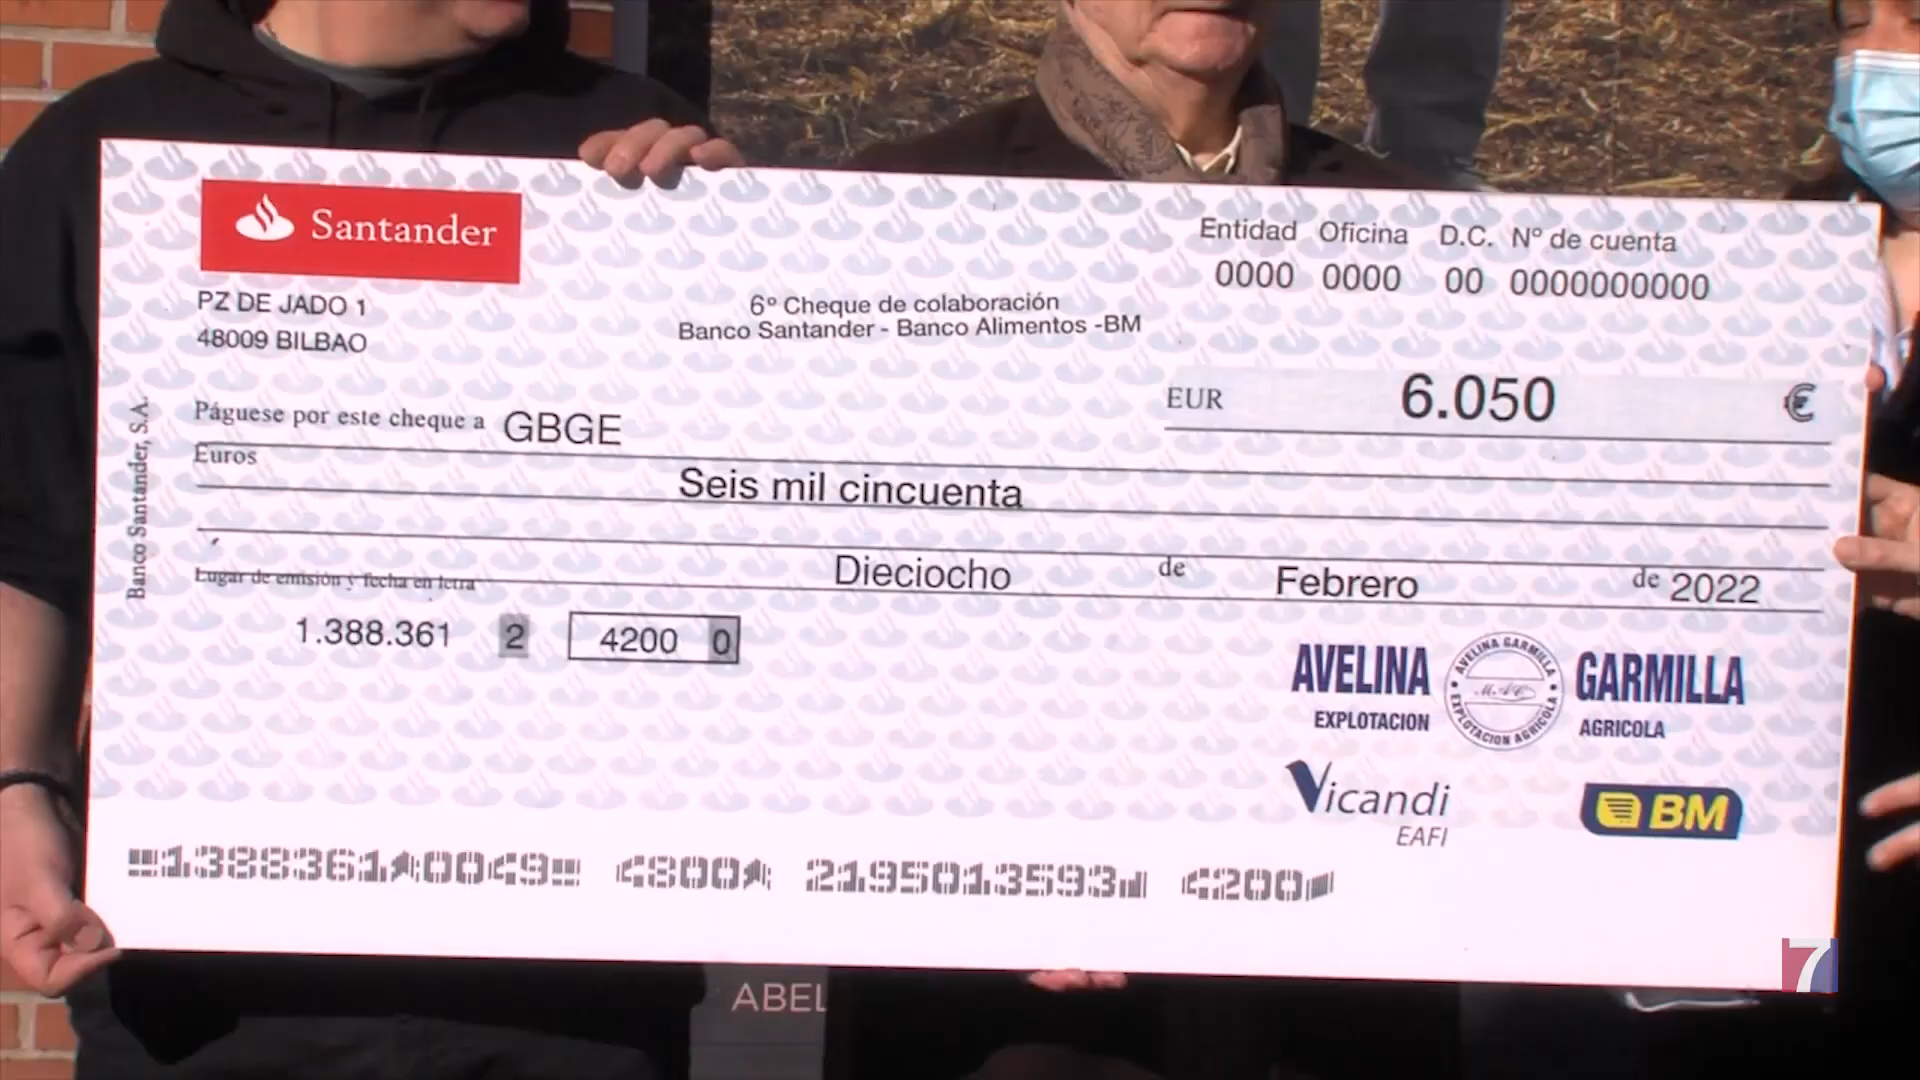 Santander
Entidad Oficina D.C. Nº de cuenta
0000 0000 00 0000000000
PZ DE JADO 1
48009 BILBAO
6º Cheque de colaboración
Banco Santander - Banco Alimentos -BM
EUR 6.050 €
Páguese por este cheque a GBGE
Euros
Seis mil cincuenta
Banco Santander, S.A.
Dieciocho de Febrero de 2022
Lugar de emisión y fecha en letra
1.388.361 2 4200 0
AVELINA GARMILLA
EXPLOTACION AGRICOLA
AVELINA GARMILLA
EXPLOTACION AGRICOLA
Vicandi
EAFI
BM
1388361 0049 4800 2195013593 4200
7
ABEL